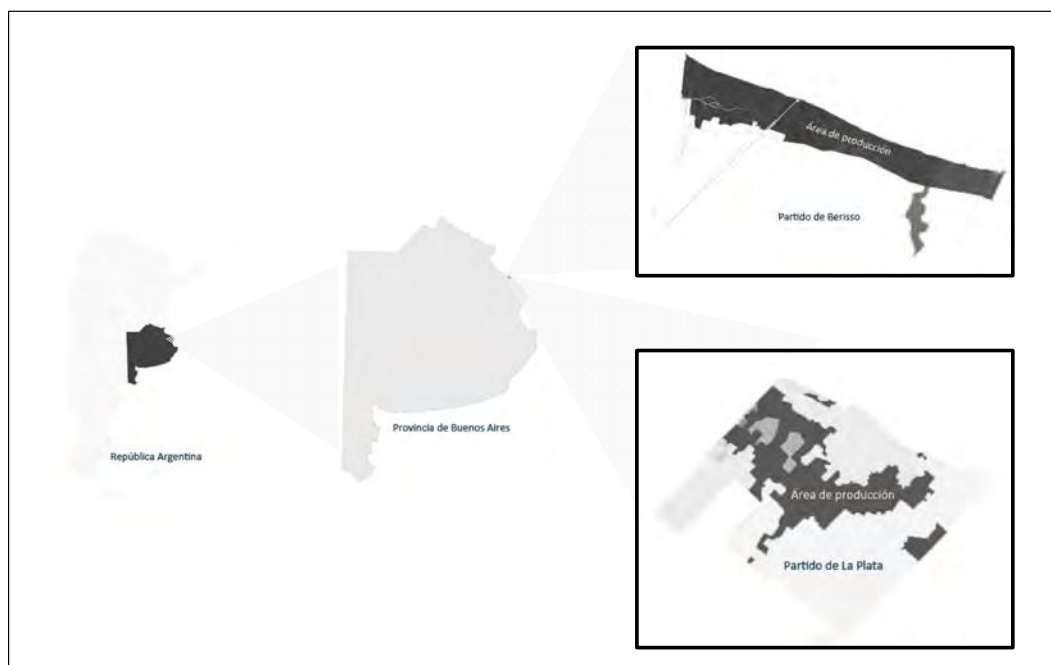 República Argentina
Provincia de Buenos Aires
Área de producción
Partido de Berisso
Área de producción
Partido de La Plata